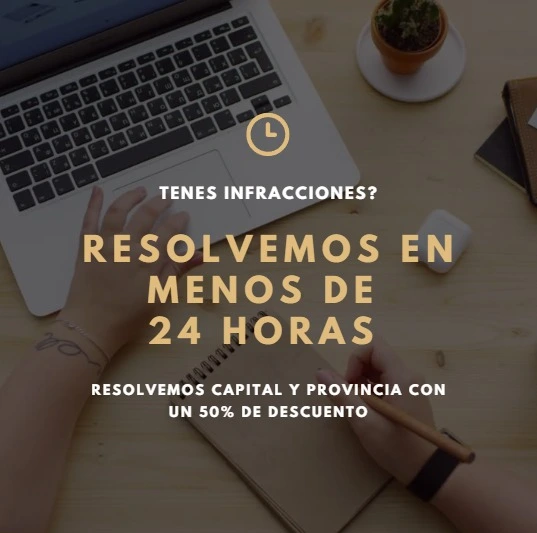 TENES INFRACCIONES?
RESOLVEMOS EN
MENOS DE
24 HORAS
RESOLVEMOS CAPITAL Y PROVINCIA CON
UN 50% DE DESCUENTO